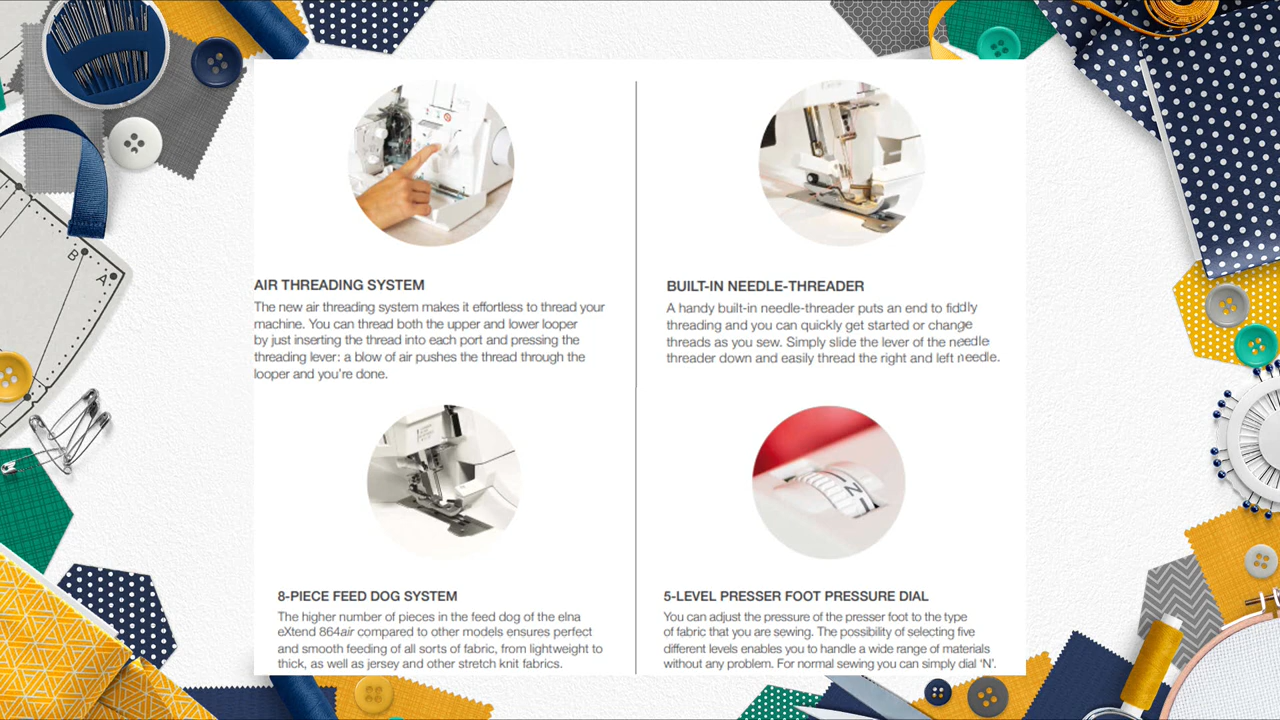 AIR THREADING SYSTEM
The new air threading system makes it effortless to thread your
machine. You can thread both the upper and lower looper
by just inserting the thread into each port and pressing the
threading lever: a blow of air pushes the thread through the
looper and you're done.
BUILT-IN NEEDLE-THREADER
A handy built-in needle-threader puts an end to fiddly
threading and you can quickly get started or change
threads as you sew. Simply slide the lever of the needle
threader down and easily thread the right and left needle.
8-PIECE FEED DOG SYSTEM
The higher number of pieces in the feed dog of the elna
eXtend 864air compared to other models ensures perfect
and smooth feeding of all sorts of fabric, from lightweight to
thick, as well as jersey and other stretch knit fabrics.
N
5-LEVEL PRESSER FOOT PRESSURE DIAL
You can adjust the pressure of the presser foot to the type
of fabric that you are sewing. The possibility of selecting five
different levels enables you to handle a wide range of materials
without any problem. For normal sewing you can simply dial 'N'.
B
A